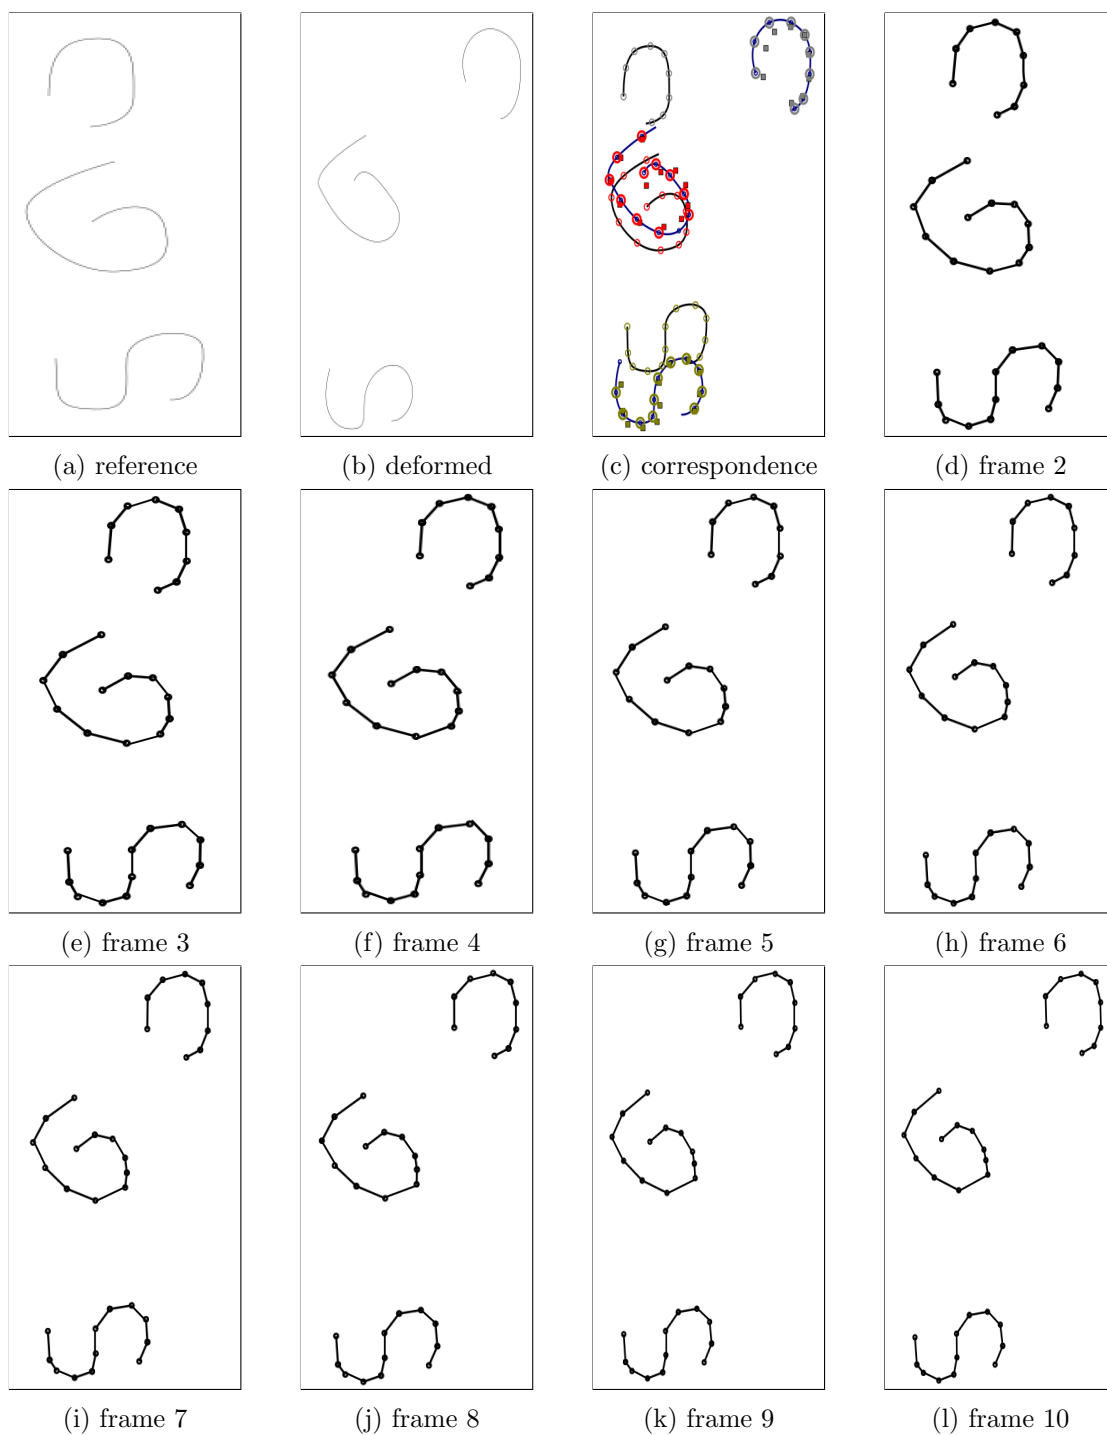 (a) reference (b) deformed (c) correspondence (d) frame 2
(e) frame 3 (f) frame 4 (g) frame 5 (h) frame 6
(i) frame 7 (j) frame 8 (k) frame 9 (l) frame 10